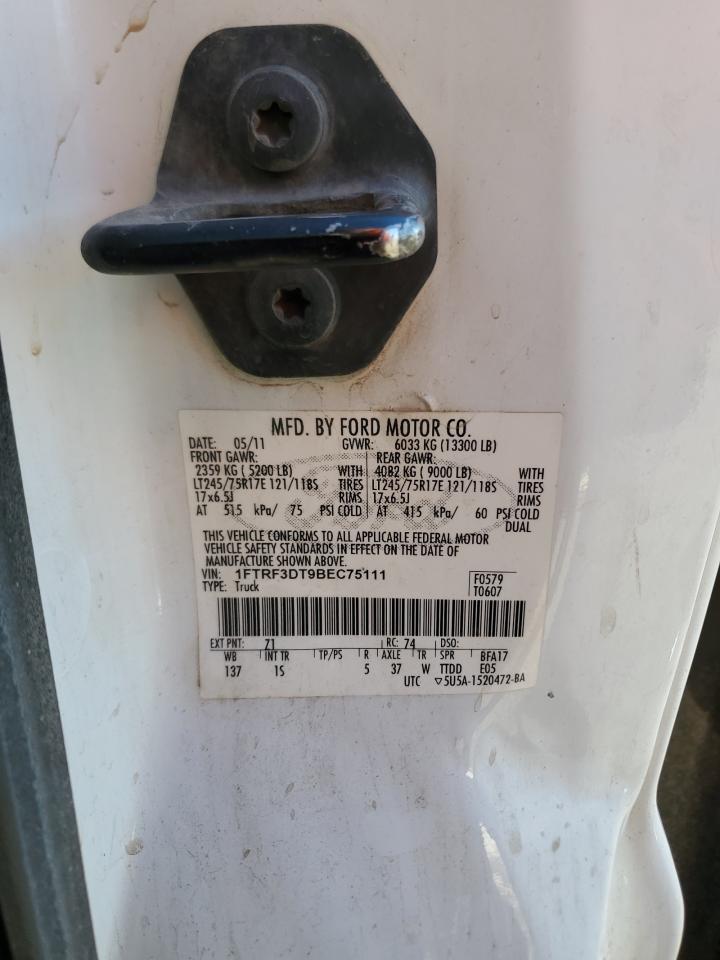 MFD. BY FORD MOTOR CO.
DATE: 05/11 GVWR: 6033 KG (13300 LB)
FRONT GAWR: REAR GAWR:
2359 KG ( 5200 LB) WITH 4082 KG ( 9000 LB) WITH
LT245/75R17E 121/118S TIRES LT245/75R17E 121/118S TIRES
17x6.5J RIMS 17x6.5J RIMS
AT 515 kPa/ 75 PSI COLD AT 415 kPa/ 60 PSI COLD
DUAL
Ford
THIS VEHICLE CONFORMS TO ALL APPLICABLE FEDERAL MOTOR
VEHICLE SAFETY STANDARDS IN EFFECT ON THE DATE OF
MANUFACTURE SHOWN ABOVE.
VIN: 1FTRF3DT9BEC75111 F0579
TYPE: Truck T0607
EXT PNT: 71 RC: 74 DSO:
WB INT TR TP/PS R AXLE TR SPR BFA17
137 1S 5 37 W TTDD E05
UTC ▽5U5A-1520472-BA